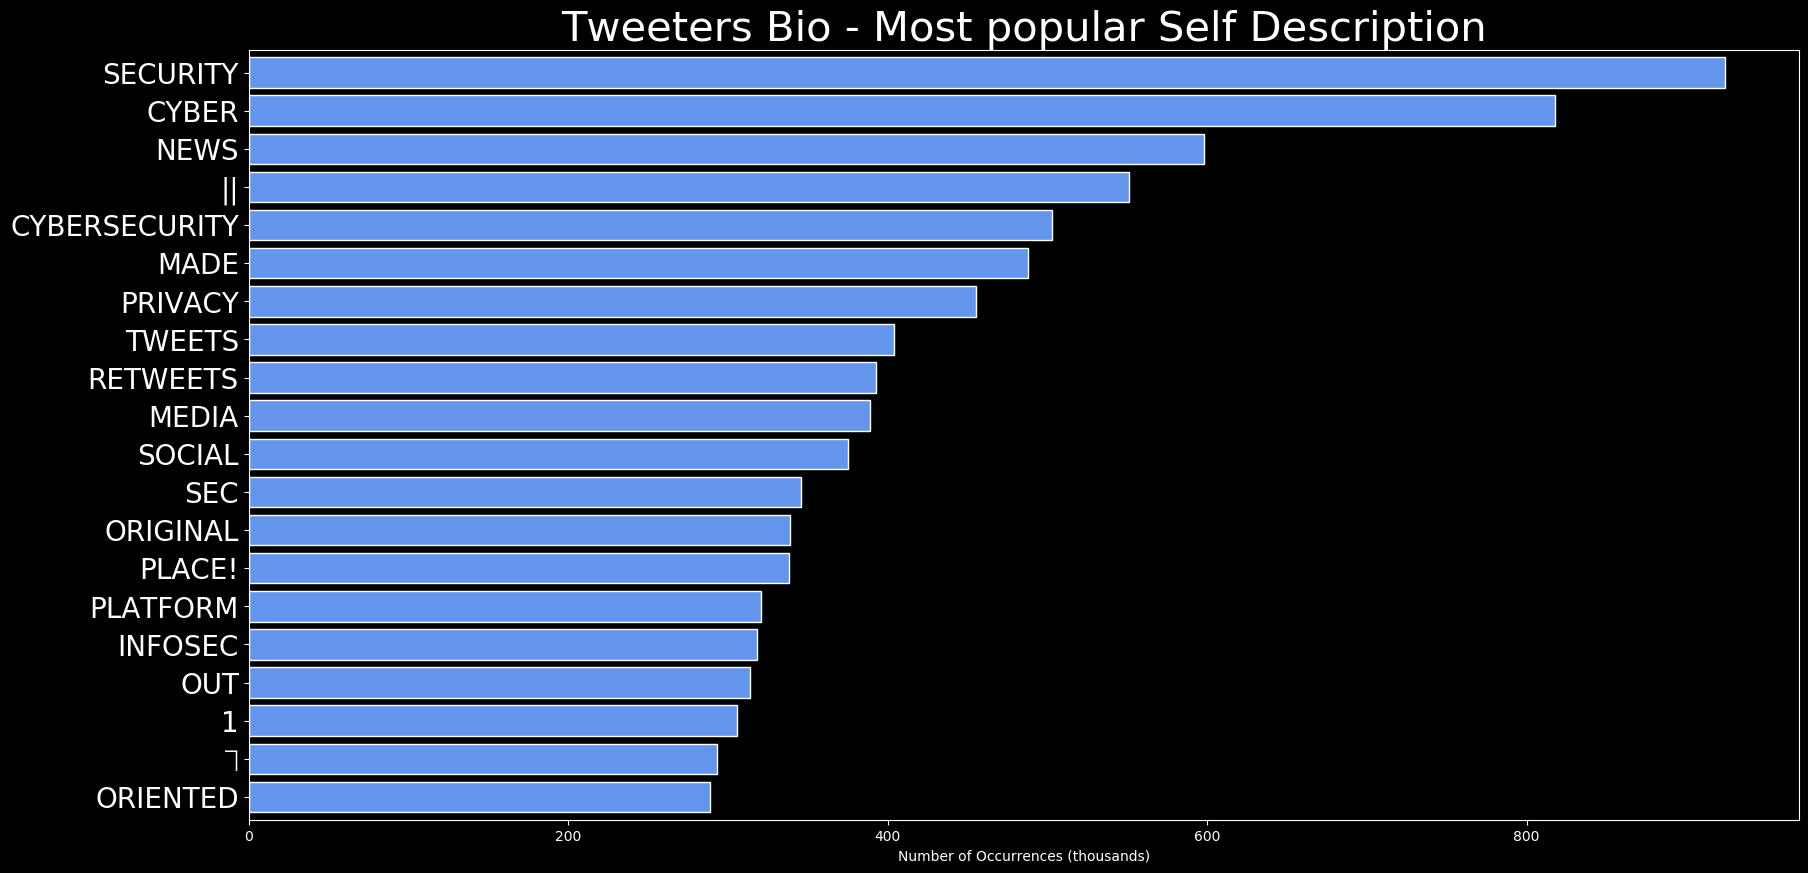 Tweeters Bio - Most popular Self Description
SECURITY
CYBER
NEWS
||
CYBERSECURITY
MADE
PRIVACY
TWEETS
RETWEETS
MEDIA
SOCIAL
SEC
ORIGINAL
PLACE!
PLATFORM
INFOSEC
OUT
1
ORIENTED
0 200 400 600 800
Number of Occurrences (thousands)